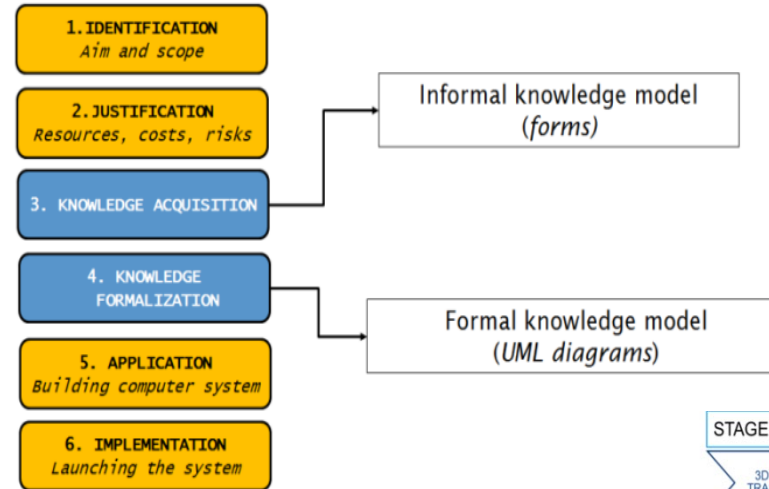 1.IDENTIFICATION
Aim and scope
2.JUSTIFICATION
Resources, costs, risks
3. KNOWLEDGE ACQUISITION
4. KNOWLEDGE
FORMALIZATION
5. APPLICATION
Building computer system
6. IMPLEMENTATION
Launching the system
Informal knowledge model
(forms)
Formal knowledge model
(UML diagrams)
STAGE
3D